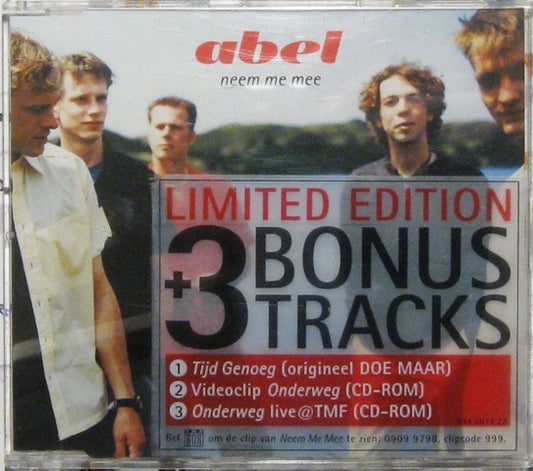 abel
neem me mee
LIMITED EDITION
+3 BONUS
TRACKS
1 Tijd Genoeg (origineel DOE MAAR)
2 Videoclip Onderweg (CD-ROM)
3 Onderweg live@TMF (CD-ROM)
Bel om de clip van Neem Me Mee te zien: 0909 9798, clipcode 999.